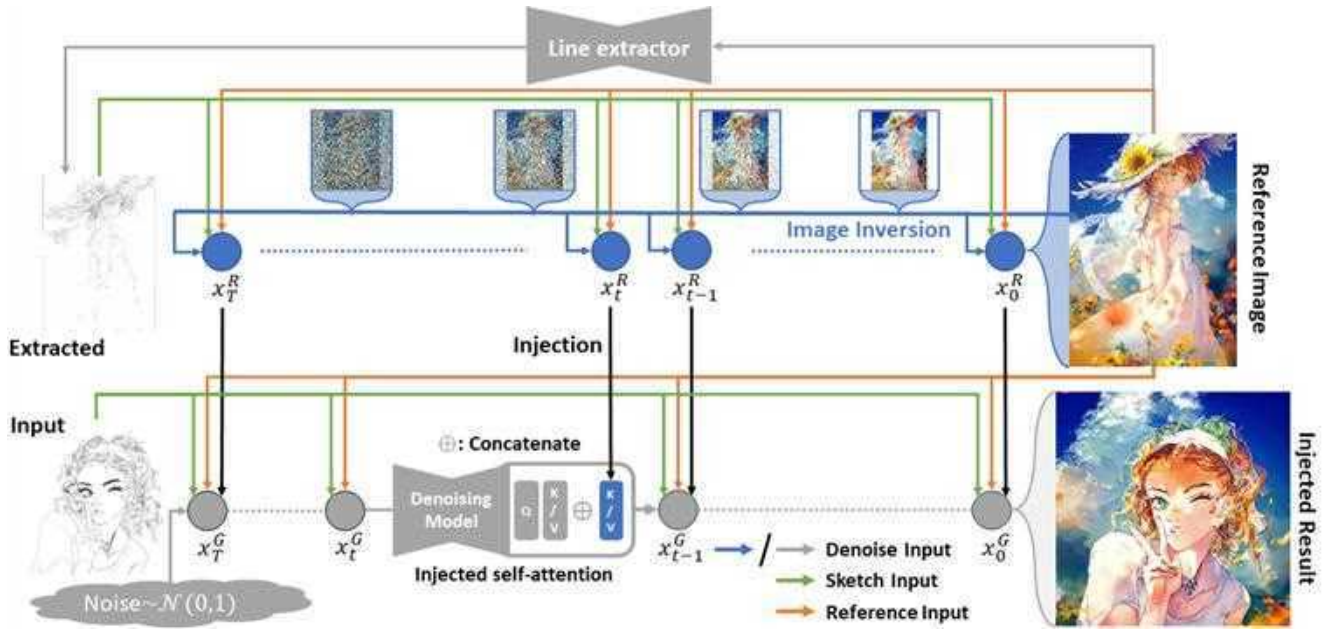 Line extractor
Image Inversion
Reference Image
x_T^R
x_t^R
x_{t-1}^R
x_0^R
Extracted
Injection
Input
⊕: Concatenate
Denoising
Model
Q
K/V
⊕
K/V
x_T^G
x_t^G
x_{t-1}^G
x_0^G
Injected self-attention
/
Denoise Input
Sketch Input
Reference Input
Noise~𝒩(0,1)
Injected Result